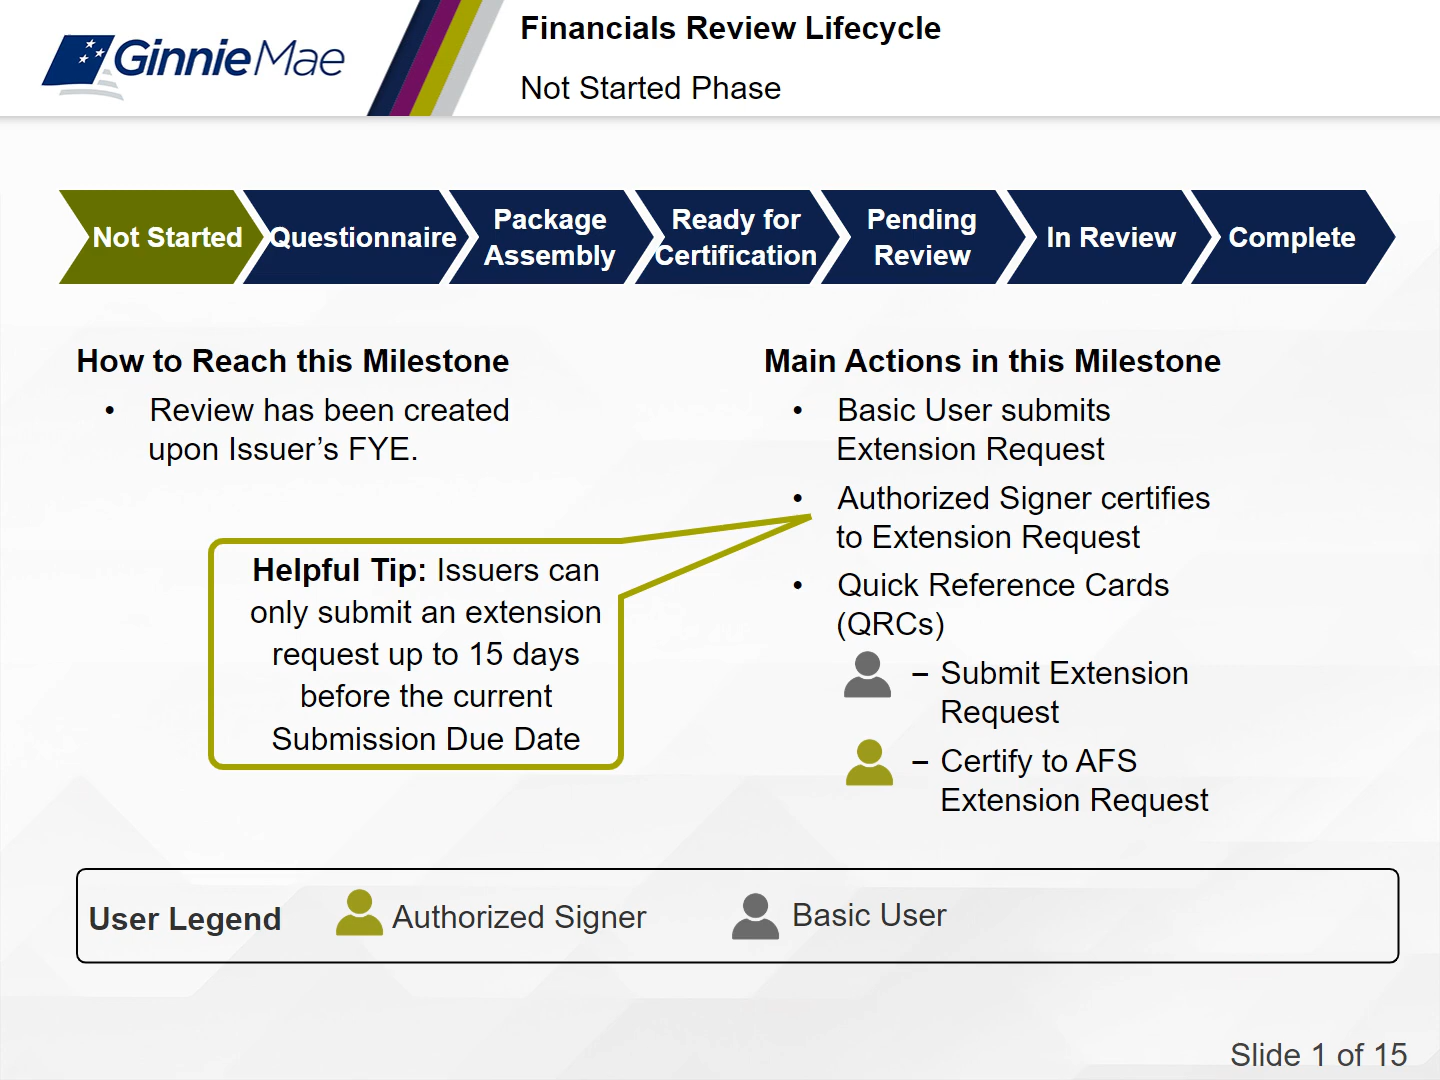 GinnieMae
Financials Review Lifecycle
Not Started Phase
Not Started
Questionnaire
Package
Assembly
Ready for
Certification
Pending
Review
In Review
Complete
How to Reach this Milestone
• Review has been created
upon Issuer’s FYE.
Helpful Tip: Issuers can
only submit an extension
request up to 15 days
before the current
Submission Due Date
Main Actions in this Milestone
• Basic User submits
Extension Request
• Authorized Signer certifies
to Extension Request
• Quick Reference Cards
(QRCs)
– Submit Extension
Request
– Certify to AFS
Extension Request
User Legend
Authorized Signer
Basic User
Slide 1 of 15